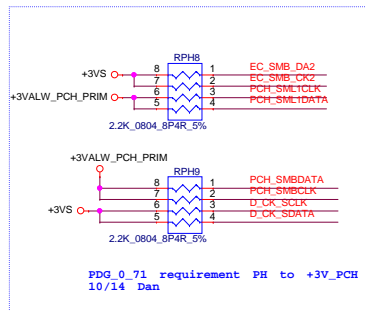 RPH8
+3VS
8
1
EC_SMB_DA2
7
2
EC_SMB_CK2
+3VALW_PCH_PRIM
6
3
PCH_SML1CLK
5
4
PCH_SML1DATA
2.2K_0804_8P4R_5%
+3VALW_PCH_PRIM
RPH9
8
1
PCH_SMBDATA
7
2
PCH_SMBCLK
+3VS
6
3
D_CK_SCLK
5
4
D_CK_SDATA
2.2K_0804_8P4R_5%
PDG_0_71 requirement PH to +3V_PCH
10/14 Dan